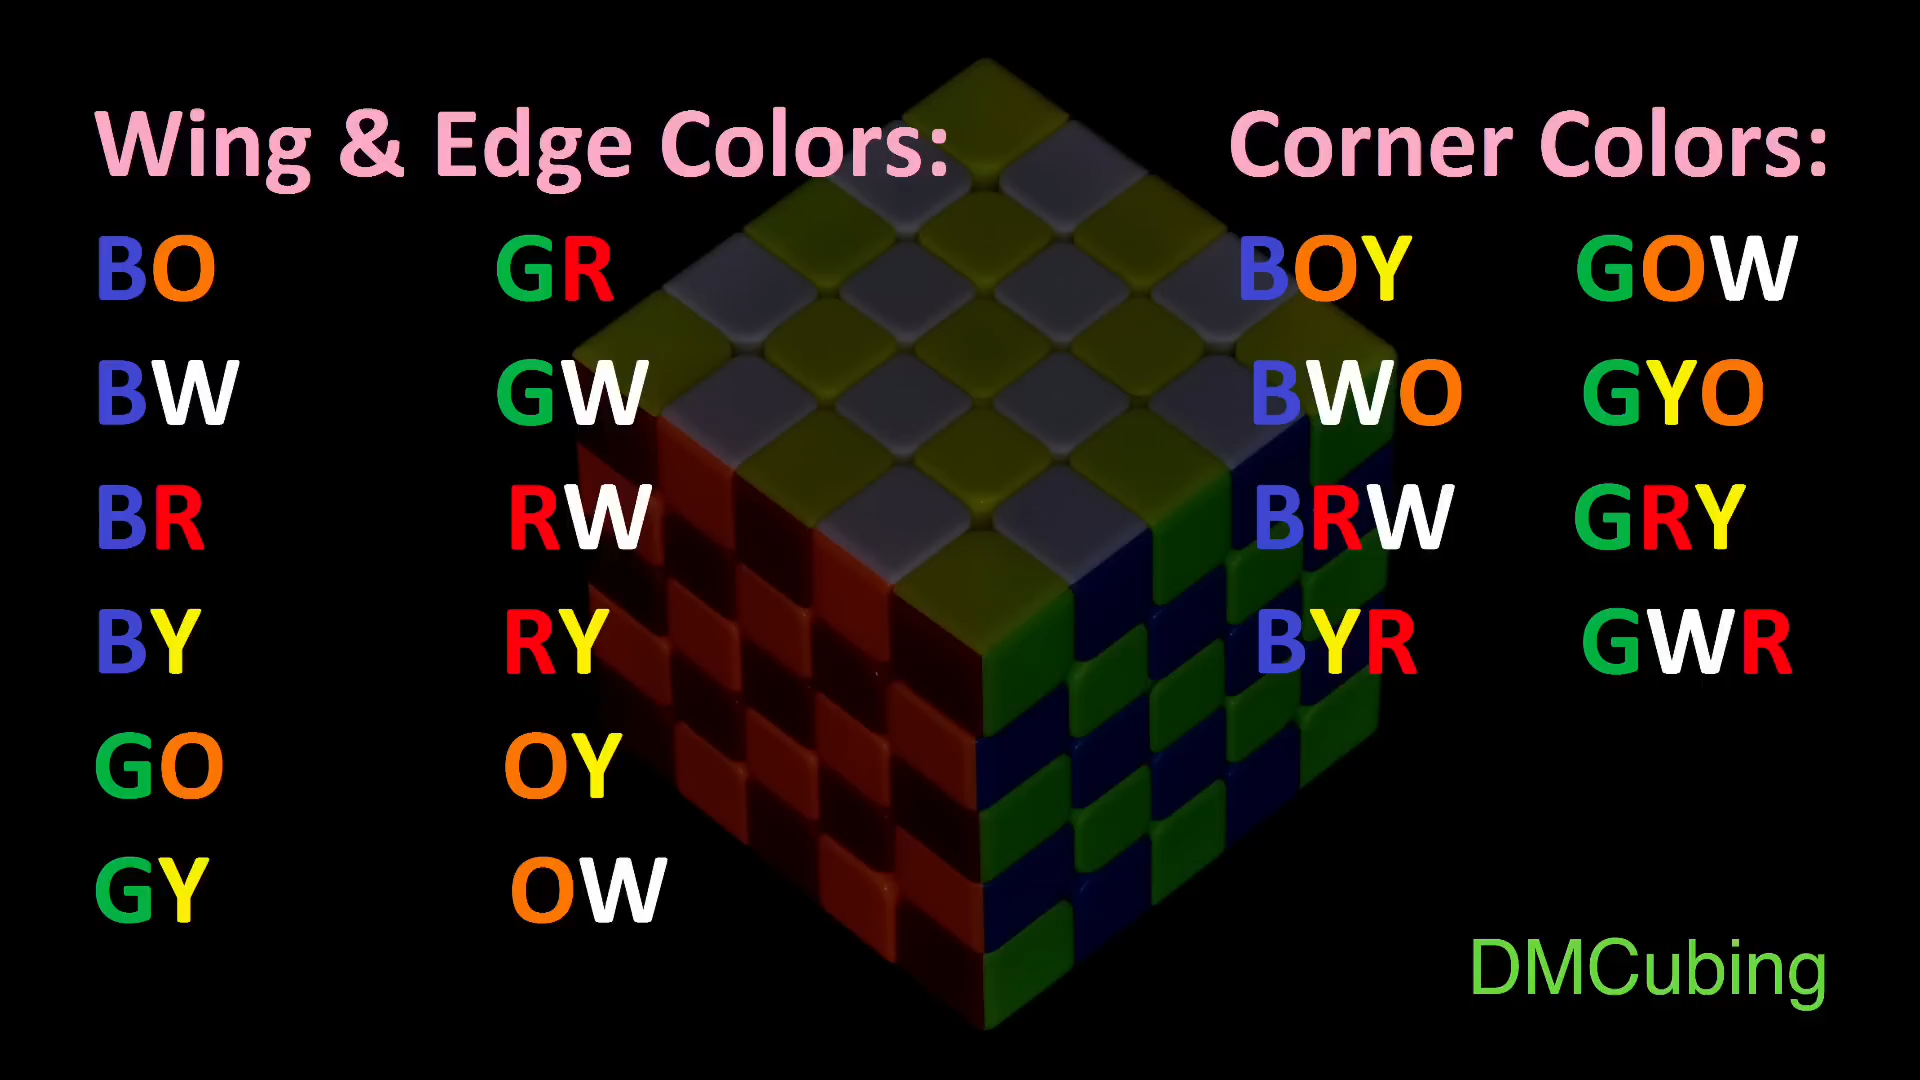 Wing & Edge Colors:
BO GR
BW GW
BR RW
BY RY
GO OY
GY OW
Corner Colors:
BOY GOW
BWO GYO
BRW GRY
BYR GWR
DMCubing